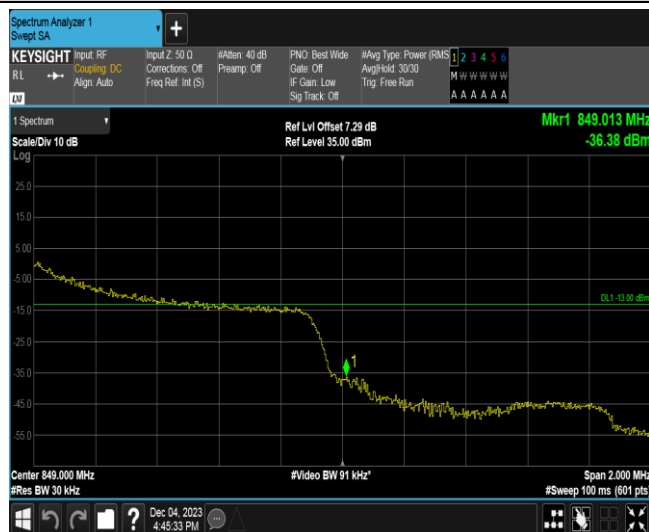 Spectrum Analyzer 1
Swept SA
+
KEYSIGHT
RL
Input: RF
Coupling: DC
Align: Auto
Input Z: 50 Ω
Corrections: Off
Freq Ref: Int (S)
#Atten: 40 dB
Preamp: Off
PNO: Best Wide
Gate: Off
IF Gain: Low
Sig Track: Off
#Avg Type: Power (RMS
Avg|Hold: 30/30
Trig: Free Run
1 2 3 4 5 6
M W W W W W
A A A A A A
LXI
1 Spectrum
Scale/Div 10 dB
Ref Lvl Offset 7.29 dB
Ref Level 35.00 dBm
Mkr1 849.013 MHz
-36.38 dBm
Log
25.0
15.0
5.00
-5.00
DL1 -13.00 dBm
-15.0
-25.0
1
-35.0
-45.0
-55.0
Center 849.000 MHz
#Video BW 91 kHz*
Span 2.000 MHz
#Res BW 30 kHz
#Sweep 100 ms (601 pts)
?
Dec 04, 2023
4:45:33 PM